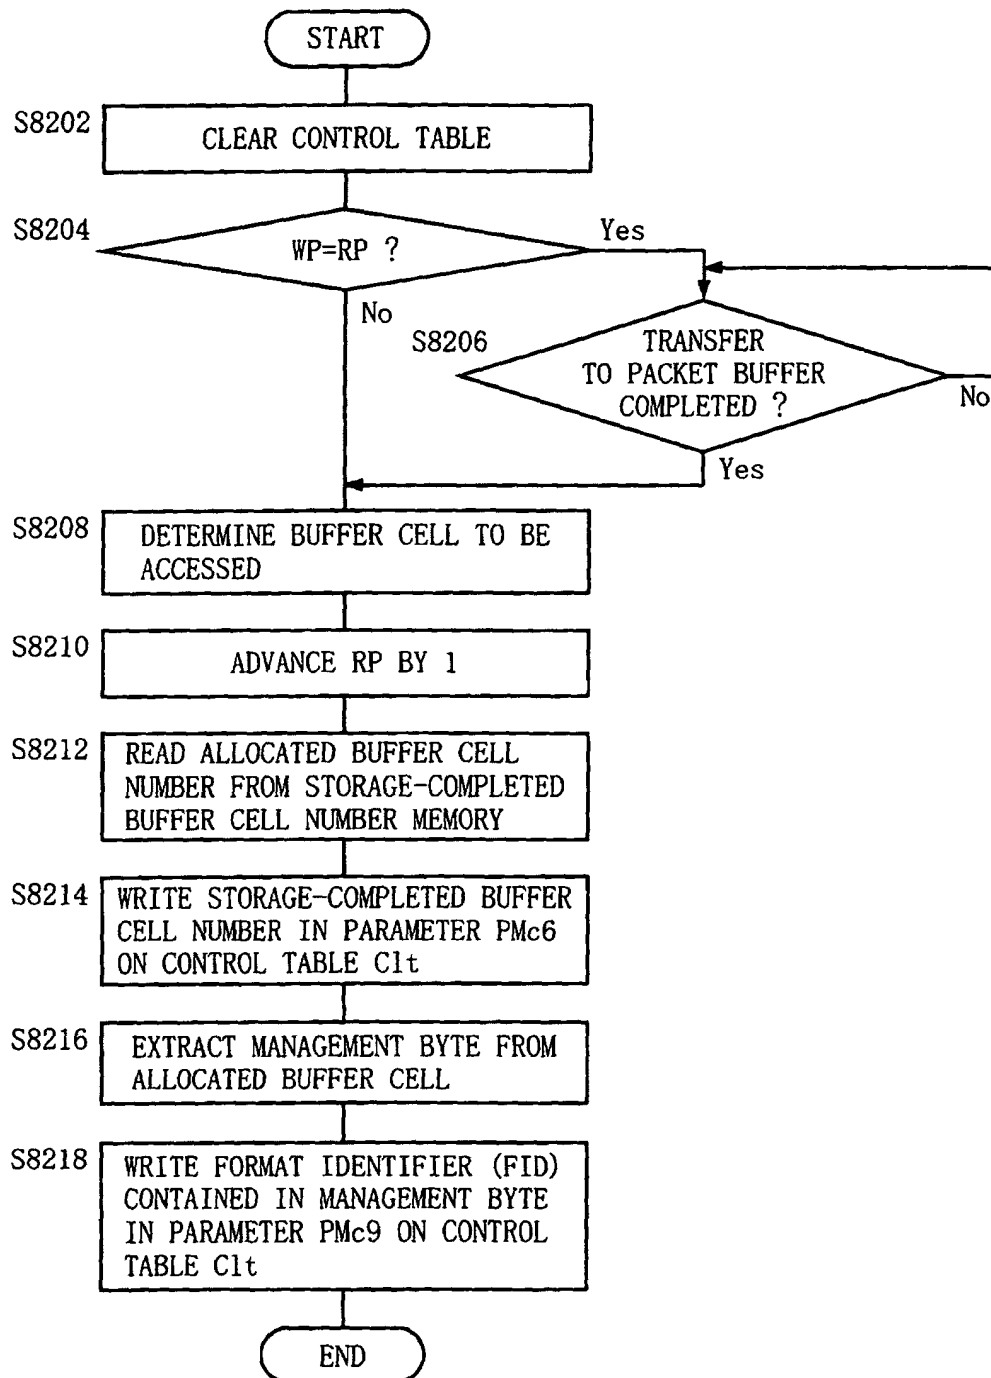 START
S8202
CLEAR CONTROL TABLE
S8204
WP=RP ?
Yes
No
S8206
TRANSFER
TO PACKET BUFFER
COMPLETED ?
No
Yes
S8208
DETERMINE BUFFER CELL TO BE
ACCESSED
S8210
ADVANCE RP BY 1
S8212
READ ALLOCATED BUFFER CELL
NUMBER FROM STORAGE-COMPLETED
BUFFER CELL NUMBER MEMORY
S8214
WRITE STORAGE-COMPLETED BUFFER
CELL NUMBER IN PARAMETER PMc6
ON CONTROL TABLE Clt
S8216
EXTRACT MANAGEMENT BYTE FROM
ALLOCATED BUFFER CELL
S8218
WRITE FORMAT IDENTIFIER (FID)
CONTAINED IN MANAGEMENT BYTE
IN PARAMETER PMc9 ON CONTROL
TABLE Clt
END